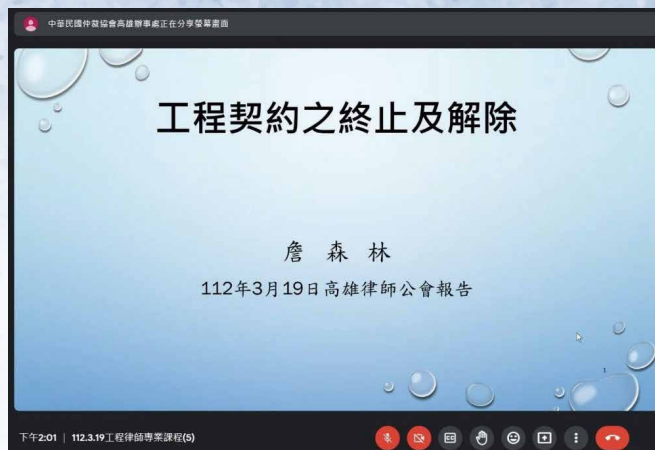 中華民國仲裁協會高雄辦事處正在分享螢幕畫面
工程契約之終止及解除
詹森林
112年3月19日高雄律師公會報告
1
下午2:01 | 112.3.19工程律師專業課程(5)
CC